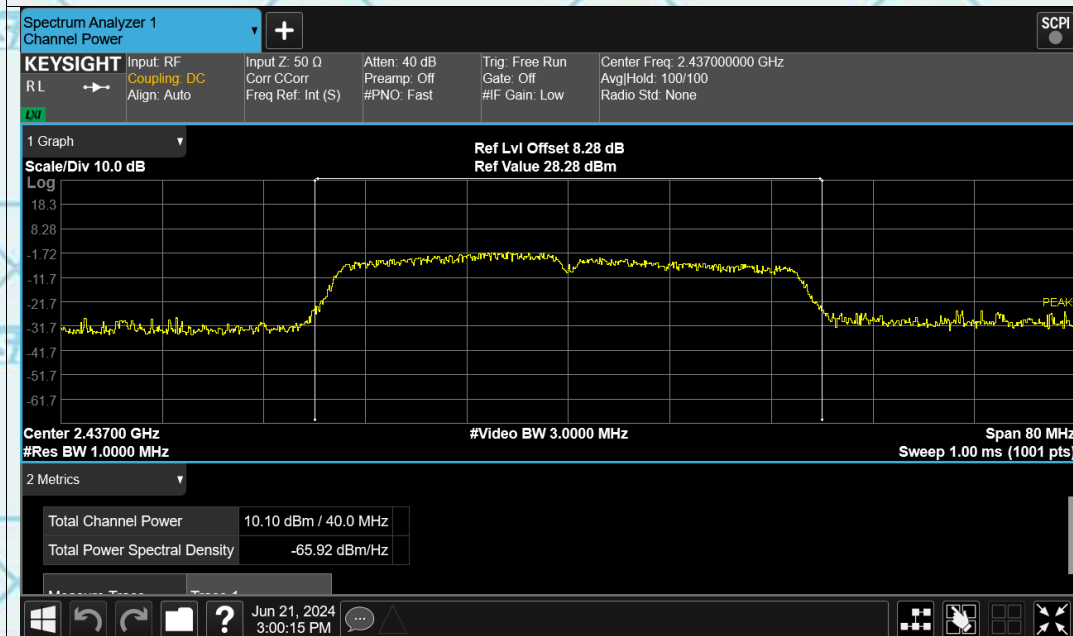 Spectrum Analyzer 1
Channel Power
+
SCPI
KEYSIGHT
RL
LXI
Input: RF
Coupling: DC
Align: Auto
Input Z: 50 Ω
Corr CCorr
Freq Ref: Int (S)
Atten: 40 dB
Preamp: Off
#PNO: Fast
Trig: Free Run
Gate: Off
#IF Gain: Low
Center Freq: 2.437000000 GHz
Avg|Hold: 100/100
Radio Std: None
1 Graph
Scale/Div 10.0 dB
Ref Lvl Offset 8.28 dB
Ref Value 28.28 dBm
Log
18.3
8.28
-1.72
-11.7
-21.7
-31.7
-41.7
-51.7
-61.7
PEAK
Center 2.43700 GHz
#Video BW 3.0000 MHz
Span 80 MHz
#Res BW 1.0000 MHz
Sweep 1.00 ms (1001 pts)
2 Metrics
Total Channel Power 10.10 dBm / 40.0 MHz
Total Power Spectral Density -65.92 dBm/Hz
?
Jun 21, 2024
3:00:15 PM